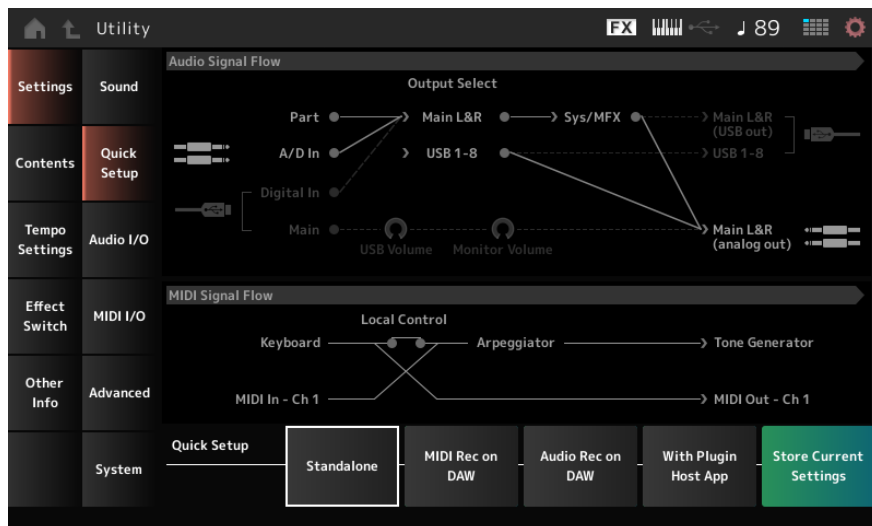 Utility
FX
89
Settings
Sound
Contents
Quick
Setup
Tempo
Settings
Audio I/O
Effect
Switch
MIDI I/O
Other
Info
Advanced
System
Audio Signal Flow
Output Select
Part
Main L&R
Sys/MFX
Main L&R
(USB out)
A/D In
USB 1-8
USB 1-8
Digital In
Main
USB Volume
Monitor Volume
Main L&R
(analog out)
MIDI Signal Flow
Local Control
Keyboard
Arpeggiator
Tone Generator
MIDI In - Ch 1
MIDI Out - Ch 1
Quick Setup
Standalone
MIDI Rec on
DAW
Audio Rec on
DAW
With Plugin
Host App
Store Current
Settings